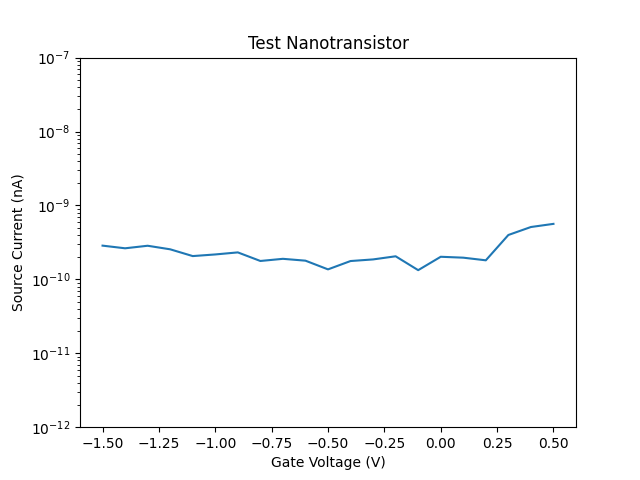 Test Nanotransistor
10⁻⁷
10⁻⁸
10⁻⁹
10⁻¹⁰
10⁻¹¹
10⁻¹²
Source Current (nA)
−1.50 −1.25 −1.00 −0.75 −0.50 −0.25 0.00 0.25 0.50
Gate Voltage (V)